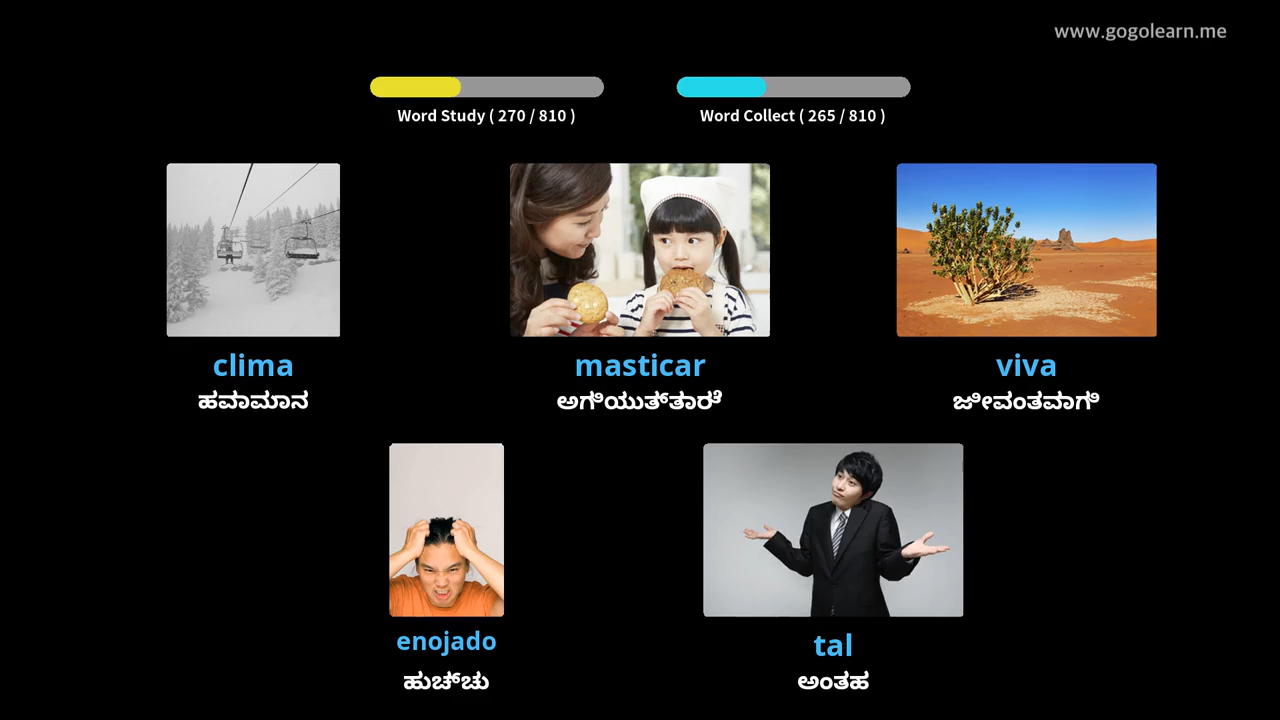 www.gogolearn.me
Word Study ( 270 / 810 )
Word Collect ( 265 / 810 )
clima
ಹವಾಮಾನ
masticar
ಅಗಿಯುತ್ತಾರೆ
viva
ಜೀವಂತವಾಗಿ
enojado
ಹುಚ್ಚು
tal
ಅಂತಹ